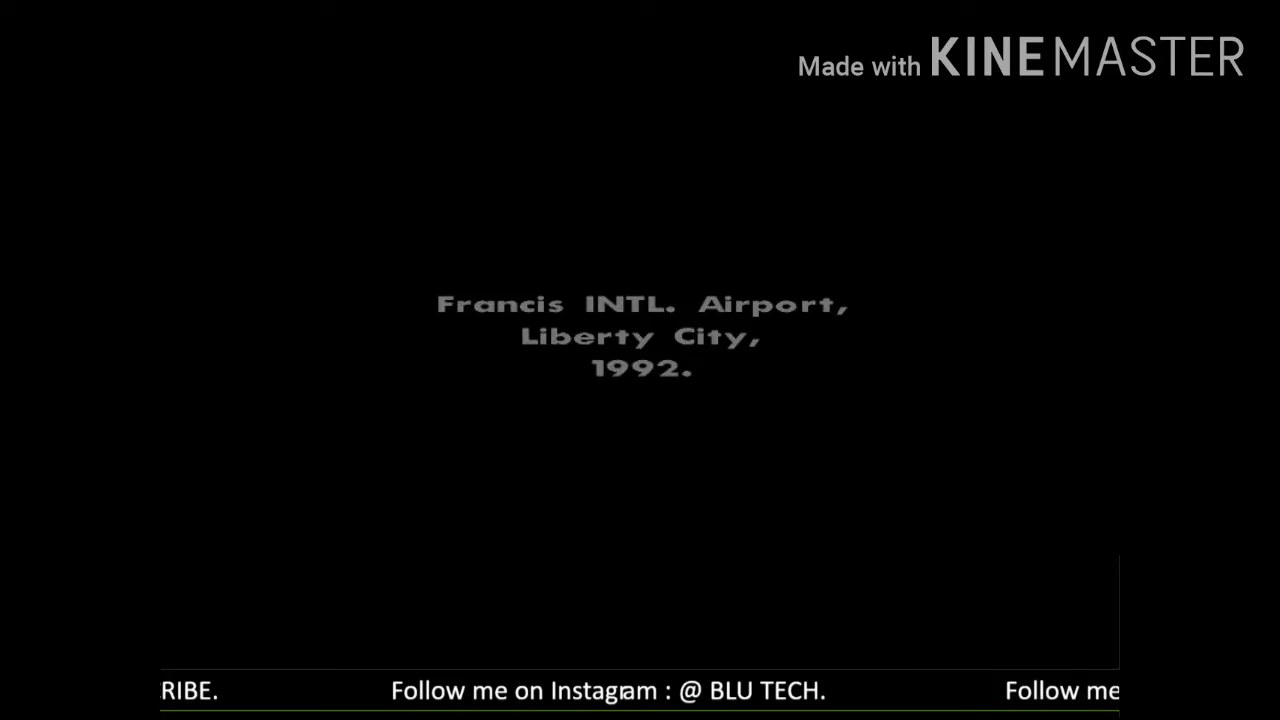 Made with KINEMASTER
Francis INTL. Airport,
Liberty City,
1992.
RIBE. Follow me on Instagram : @ BLU TECH. Follow me